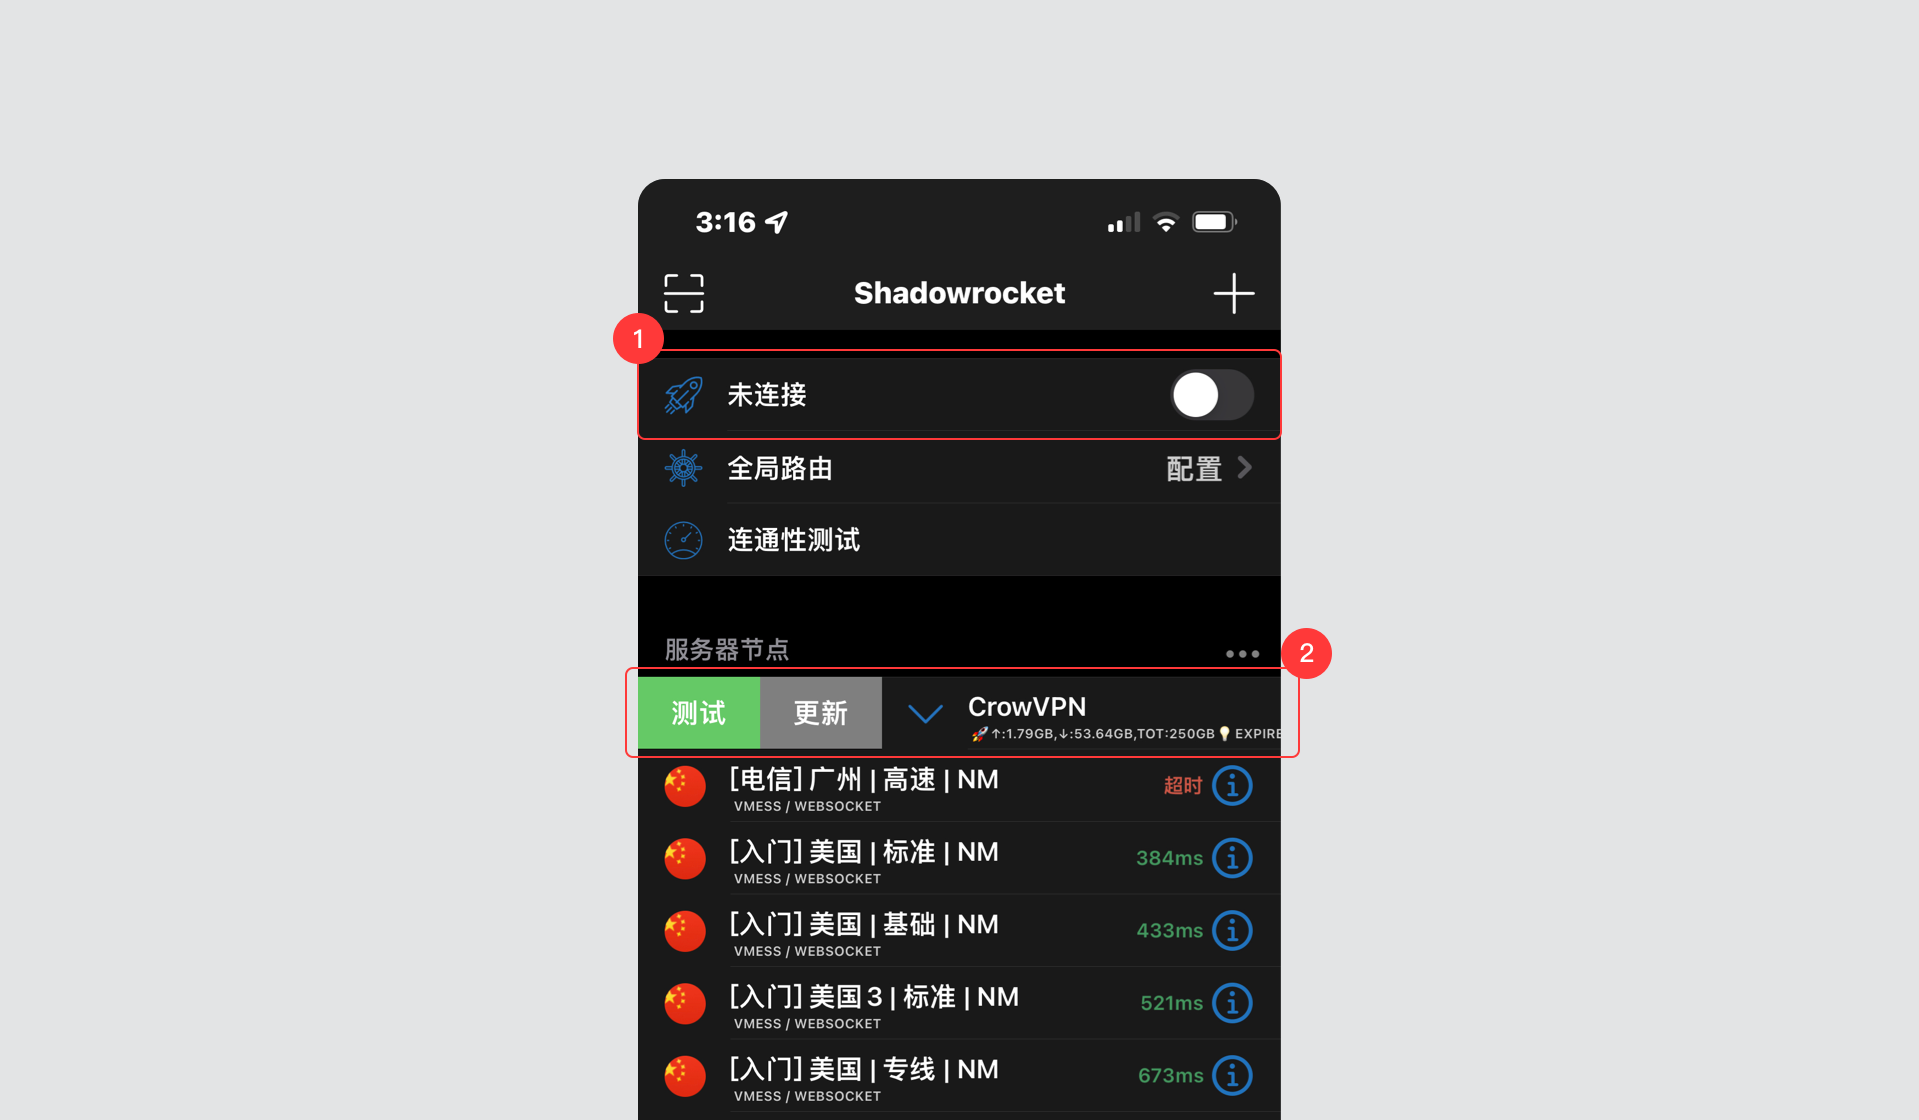 3:16
Shadowrocket
1
未连接
全局路由 配置
连通性测试
服务器节点
2
测试 更新 CrowVPN
🚀↑:1.79GB,↓:53.64GB,TOT:250GB💡EXPIRE
[电信] 广州 | 高速 | NM 超时
VMESS / WEBSOCKET
[入门] 美国 | 标准 | NM 384ms
VMESS / WEBSOCKET
[入门] 美国 | 基础 | NM 433ms
VMESS / WEBSOCKET
[入门] 美国 3 | 标准 | NM 521ms
VMESS / WEBSOCKET
[入门] 美国 | 专线 | NM 673ms
VMESS / WEBSOCKET